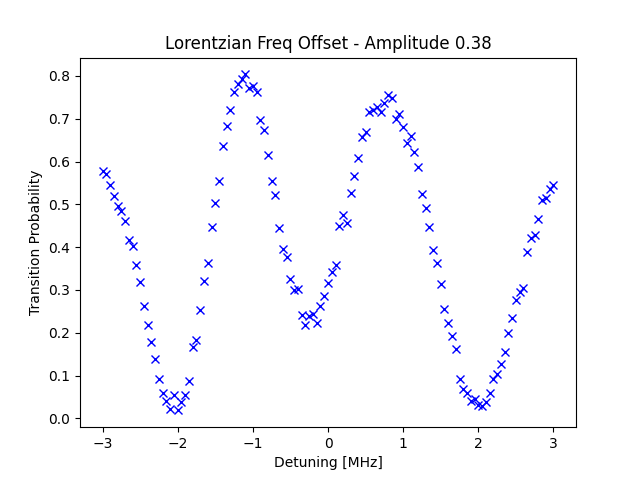 Lorentzian Freq Offset - Amplitude 0.38
Transition Probability
0.8
0.7
0.6
0.5
0.4
0.3
0.2
0.1
0.0
−3 −2 −1 0 1 2 3
Detuning [MHz]